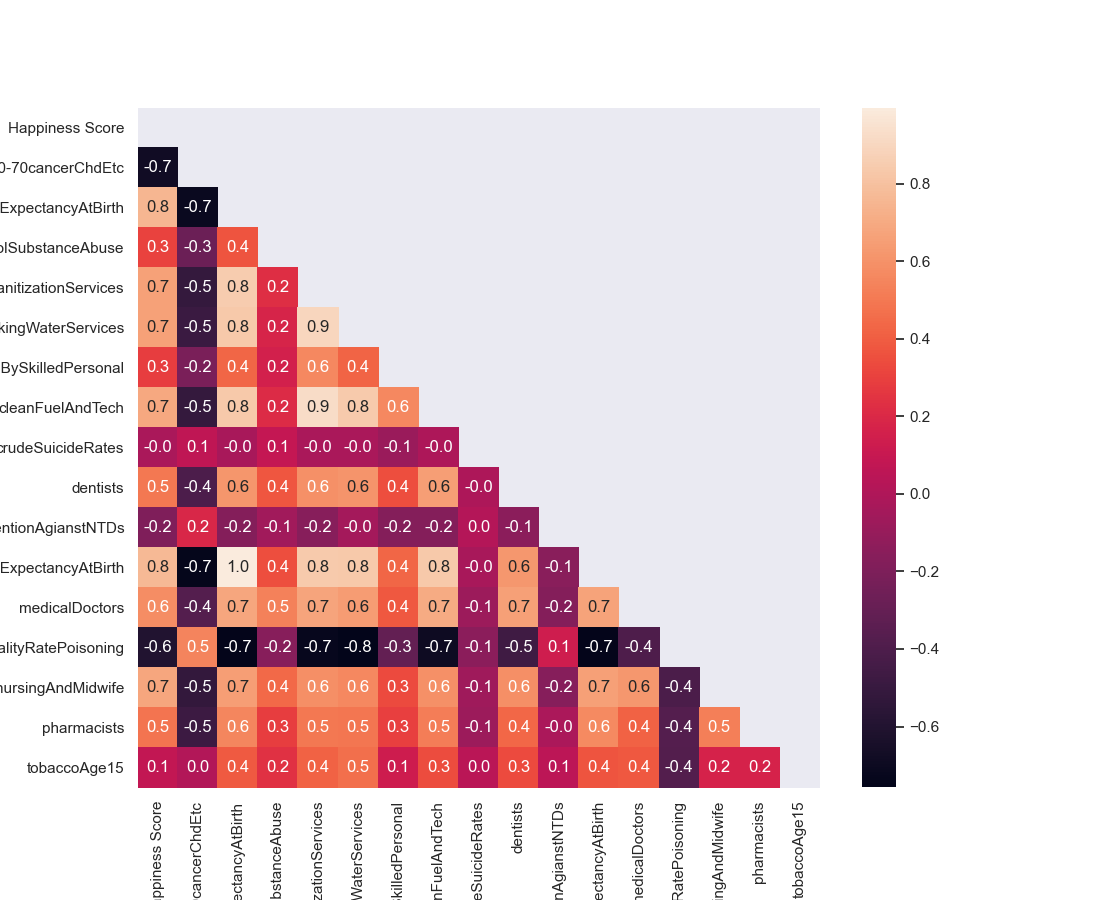 Happiness Score
0-70cancerChdEtc -0.7
ExpectancyAtBirth 0.8 -0.7
olSubstanceAbuse 0.3 -0.3 0.4
anitizationServices 0.7 -0.5 0.8 0.2
kingWaterServices 0.7 -0.5 0.8 0.2 0.9
BySkilledPersonal 0.3 -0.2 0.4 0.2 0.6 0.4
cleanFuelAndTech 0.7 -0.5 0.8 0.2 0.9 0.8 0.6
crudeSuicideRates -0.0 0.1 -0.0 0.1 -0.0 -0.0 -0.1 -0.0
dentists 0.5 -0.4 0.6 0.4 0.6 0.6 0.4 0.6 -0.0
entionAgianstNTDs -0.2 0.2 -0.2 -0.1 -0.2 -0.0 -0.2 -0.2 0.0 -0.1
ExpectancyAtBirth 0.8 -0.7 1.0 0.4 0.8 0.8 0.4 0.8 -0.0 0.6 -0.1
medicalDoctors 0.6 -0.4 0.7 0.5 0.7 0.6 0.4 0.7 -0.1 0.7 -0.2 0.7
alityRatePoisoning -0.6 0.5 -0.7 -0.2 -0.7 -0.8 -0.3 -0.7 -0.1 -0.5 0.1 -0.7 -0.4
nursingAndMidwife 0.7 -0.5 0.7 0.4 0.6 0.6 0.3 0.6 -0.1 0.6 -0.2 0.7 0.6 -0.4
pharmacists 0.5 -0.5 0.6 0.3 0.5 0.5 0.3 0.5 -0.1 0.4 -0.0 0.6 0.4 -0.4 0.5
tobaccoAge15 0.1 0.0 0.4 0.2 0.4 0.5 0.1 0.3 0.0 0.3 0.1 0.4 0.4 -0.4 0.2 0.2
appiness Score
cancerChdEtc
ectancyAtBirth
bstanceAbuse
zationServices
WaterServices
SkilledPersonal
nFuelAndTech
eSuicideRates
dentists
nAgianstNTDs
ectancyAtBirth
medicalDoctors
RatePoisoning
ngAndMidwife
pharmacists
tobaccoAge15
0.8
0.6
0.4
0.2
0.0
−0.2
−0.4
−0.6